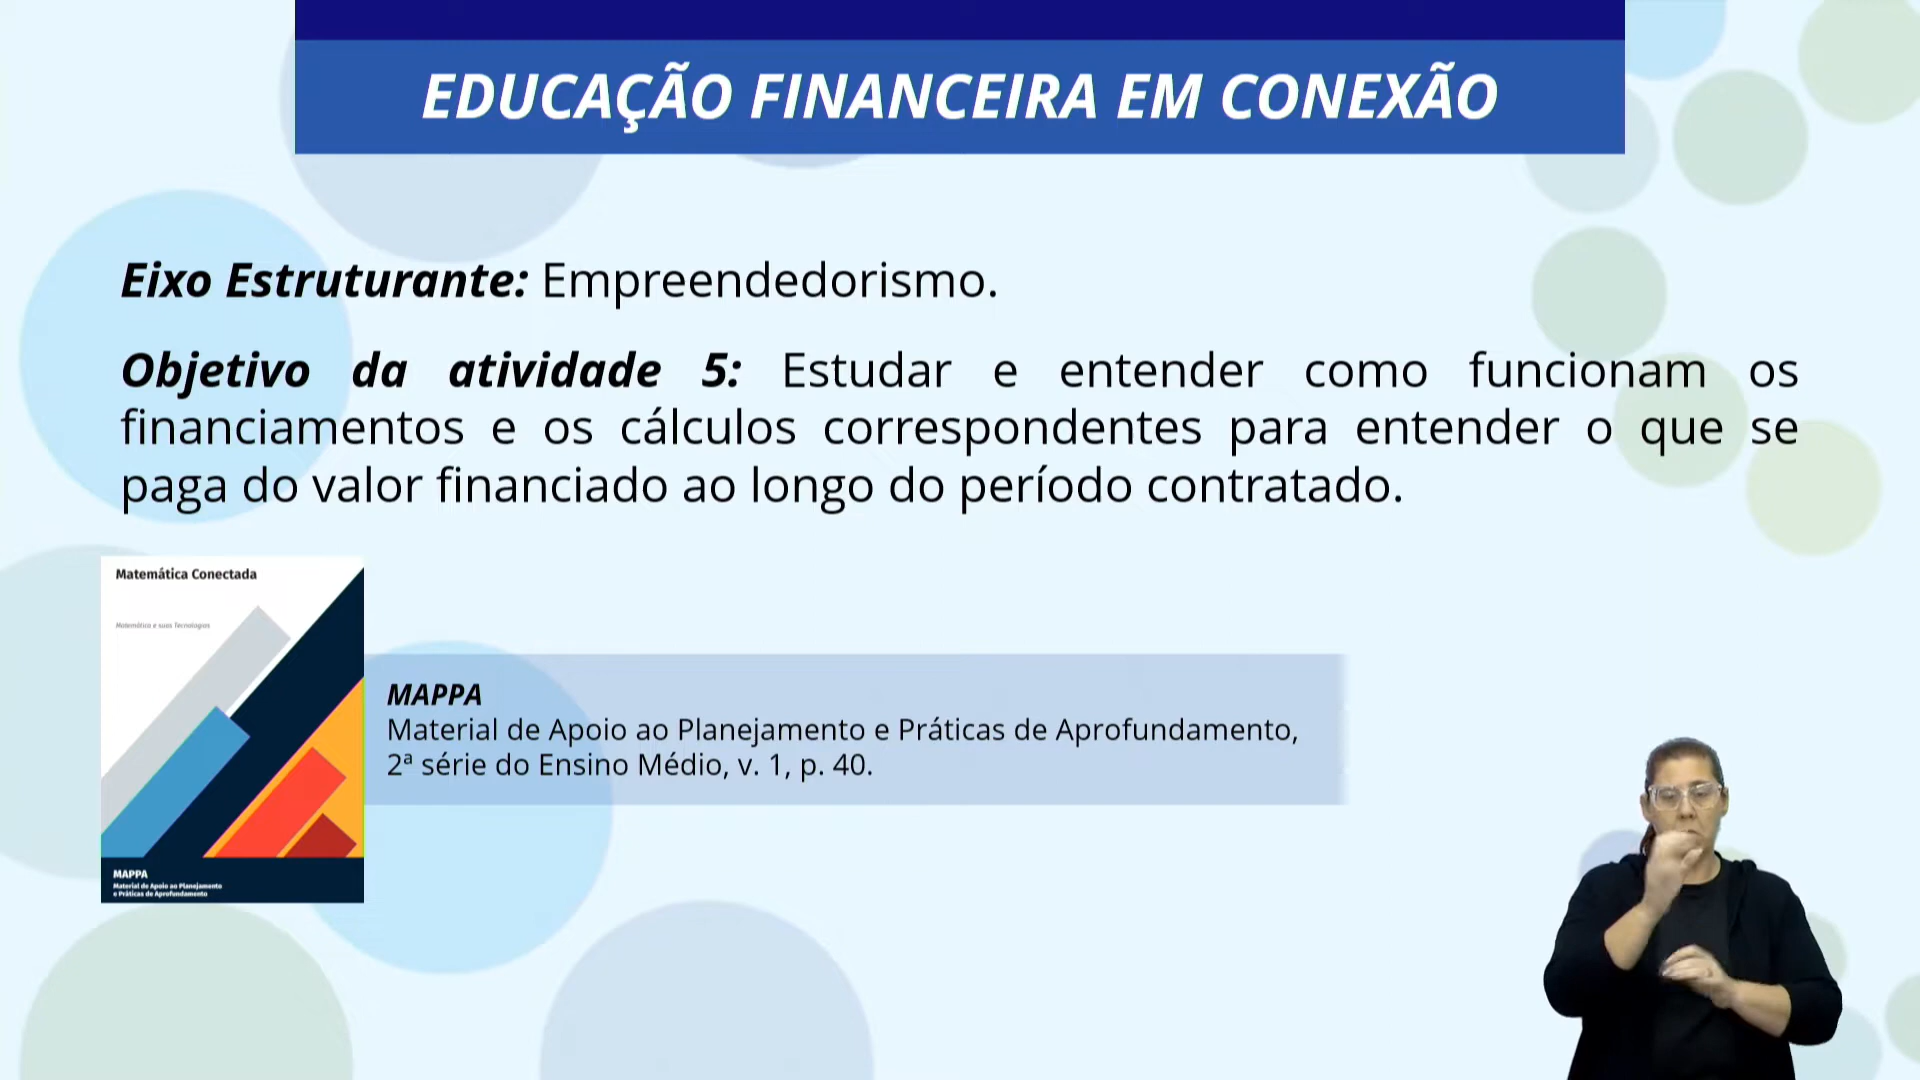 EDUCAÇÃO FINANCEIRA EM CONEXÃO
Eixo Estruturante: Empreendedorismo.
Objetivo da atividade 5: Estudar e entender como funcionam os
financiamentos e os cálculos correspondentes para entender o que se
paga do valor financiado ao longo do período contratado.
Matemática Conectada
Matemática e suas Tecnologias
MAPPA
Material de Apoio ao Planejamento
e Práticas de Aprofundamento
MAPPA
Material de Apoio ao Planejamento e Práticas de Aprofundamento,
2ª série do Ensino Médio, v. 1, p. 40.